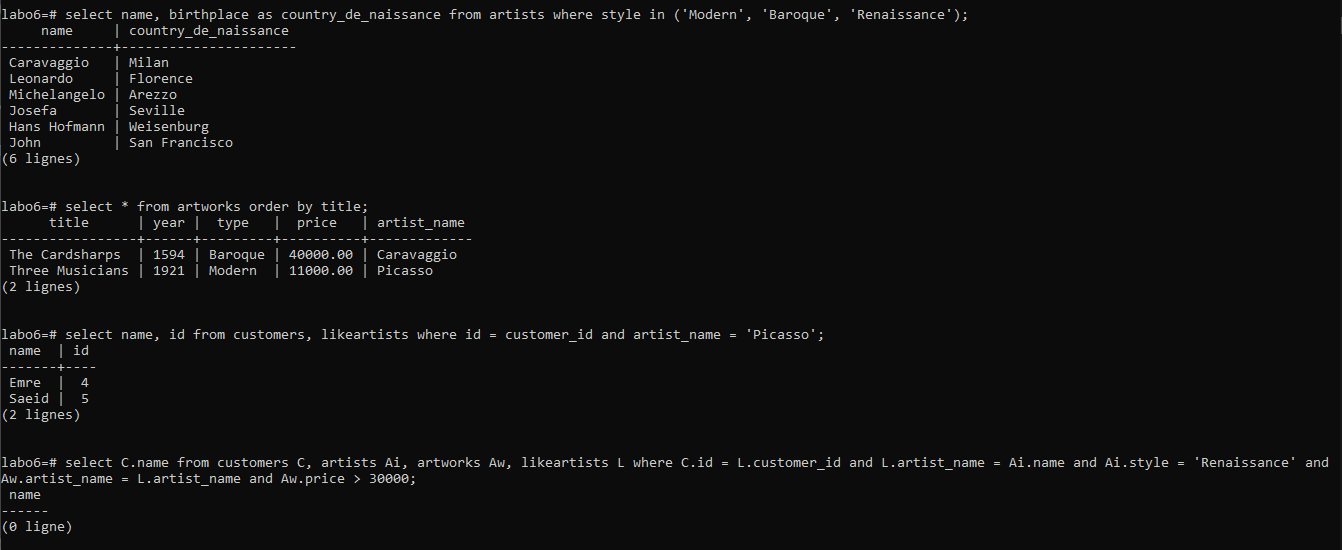 labo6=# select name, birthplace as country_de_naissance from artists where style in ('Modern', 'Baroque', 'Renaissance');
     name     | country_de_naissance
--------------+----------------------
 Caravaggio   | Milan
 Leonardo     | Florence
 Michelangelo | Arezzo
 Josefa       | Seville
 Hans Hofmann | Weisenburg
 John         | San Francisco
(6 lignes)
labo6=# select * from artworks order by title;
      title      | year |  type   |  price   | artist_name
-----------------+------+---------+----------+-------------
 The Cardsharps  | 1594 | Baroque | 40000.00 | Caravaggio
 Three Musicians | 1921 | Modern  | 11000.00 | Picasso
(2 lignes)
labo6=# select name, id from customers, likeartists where id = customer_id and artist_name = 'Picasso';
 name  | id
-------+----
 Emre  |  4
 Saeid |  5
(2 lignes)
labo6=# select C.name from customers C, artists Ai, artworks Aw, likeartists L where C.id = L.customer_id and L.artist_name = Ai.name and Ai.style = 'Renaissance' and
Aw.artist_name = L.artist_name and Aw.price > 30000;
 name
------
(0 ligne)